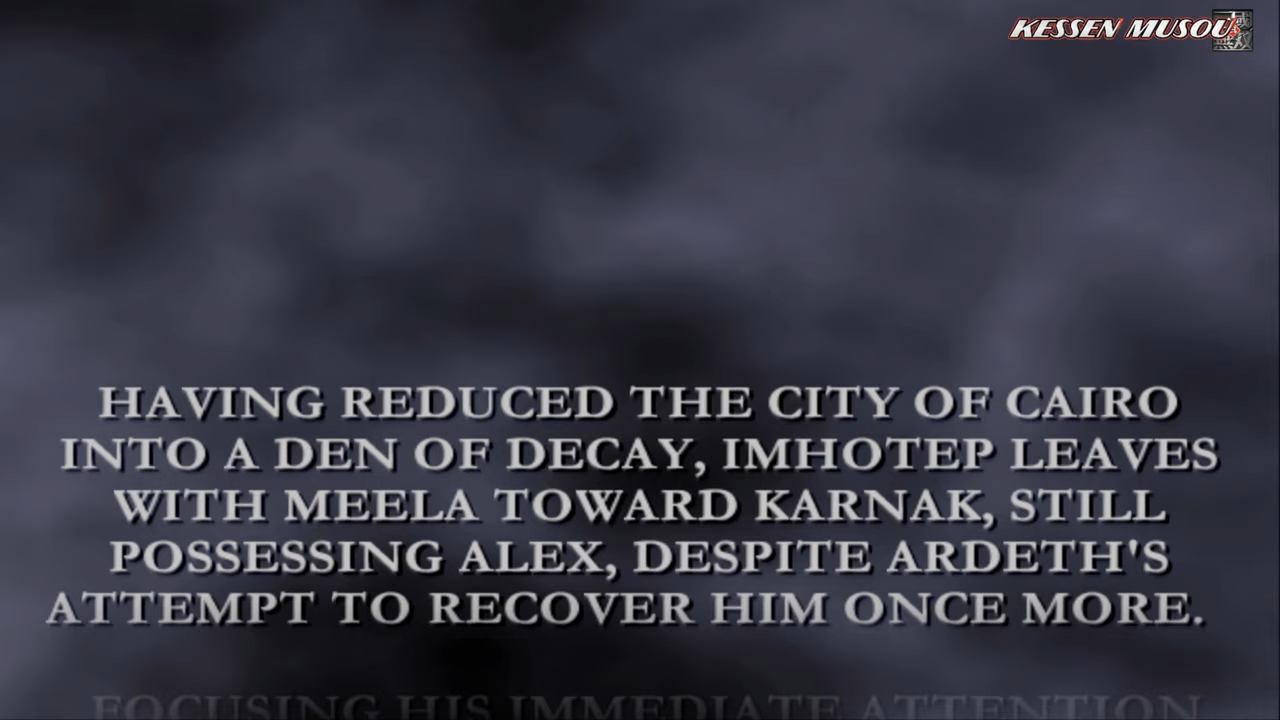 KESSEN MUSOU
HAVING REDUCED THE CITY OF CAIRO
INTO A DEN OF DECAY, IMHOTEP LEAVES
WITH MEELA TOWARD KARNAK, STILL
POSSESSING ALEX, DESPITE ARDETH'S
ATTEMPT TO RECOVER HIM ONCE MORE.
FOCUSING HIS IMMEDIATE ATTENTION